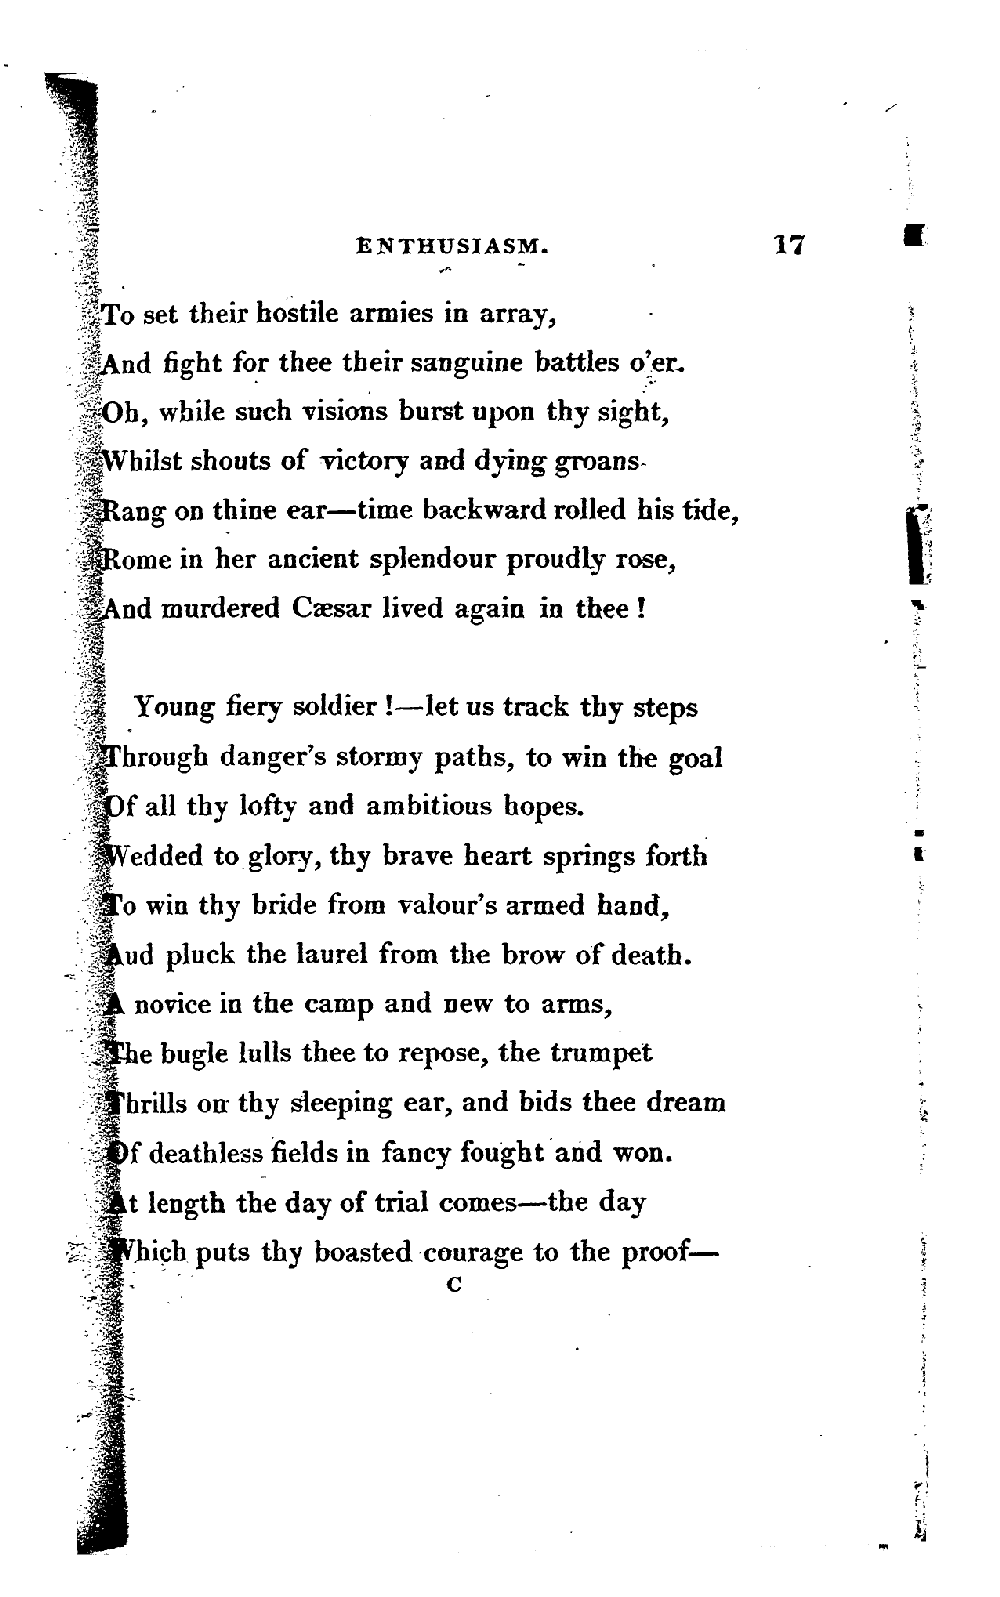 ENTHUSIASM. 17
To set their hostile armies in array,
And fight for thee their sanguine battles o'er.
Oh, while such visions burst upon thy sight,
Whilst shouts of victory and dying groans
Rang on thine ear—time backward rolled his tide,
Rome in her ancient splendour proudly rose,
And murdered Cæsar lived again in thee !
Young fiery soldier !—let us track thy steps
Through danger's stormy paths, to win the goal
Of all thy lofty and ambitious hopes.
Wedded to glory, thy brave heart springs forth
To win thy bride from valour's armed hand,
Aud pluck the laurel from the brow of death.
A novice in the camp and new to arms,
The bugle lulls thee to repose, the trumpet
Thrills on thy sleeping ear, and bids thee dream
Of deathless fields in fancy fought and won.
At length the day of trial comes—the day
Which puts thy boasted courage to the proof—
C